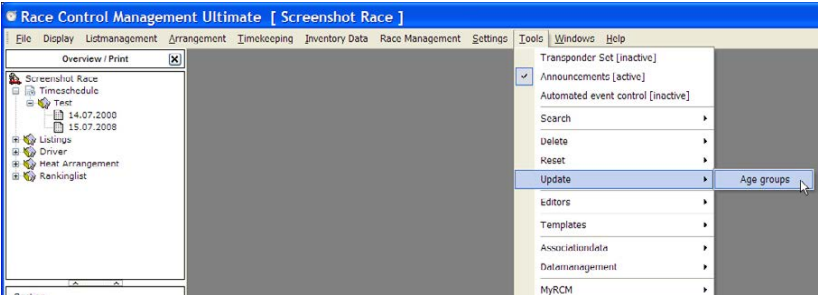 Race Control Management Ultimate [ Screenshot Race ]
File Display Listmanagement Arrangement Timekeeping Inventory Data Race Management Settings Tools Windows Help
Overview / Print
Screenshot Race
Timeschedule
Test
14.07.2000
15.07.2008
Listings
Driver
Heat Arrangement
Rankinglist
Transponder Set [inactive]
Announcements [active]
Automated event control [inactive]
Search
Delete
Reset
Update
Age groups
Editors
Templates
Associationdata
Datamanagement
MyRCM